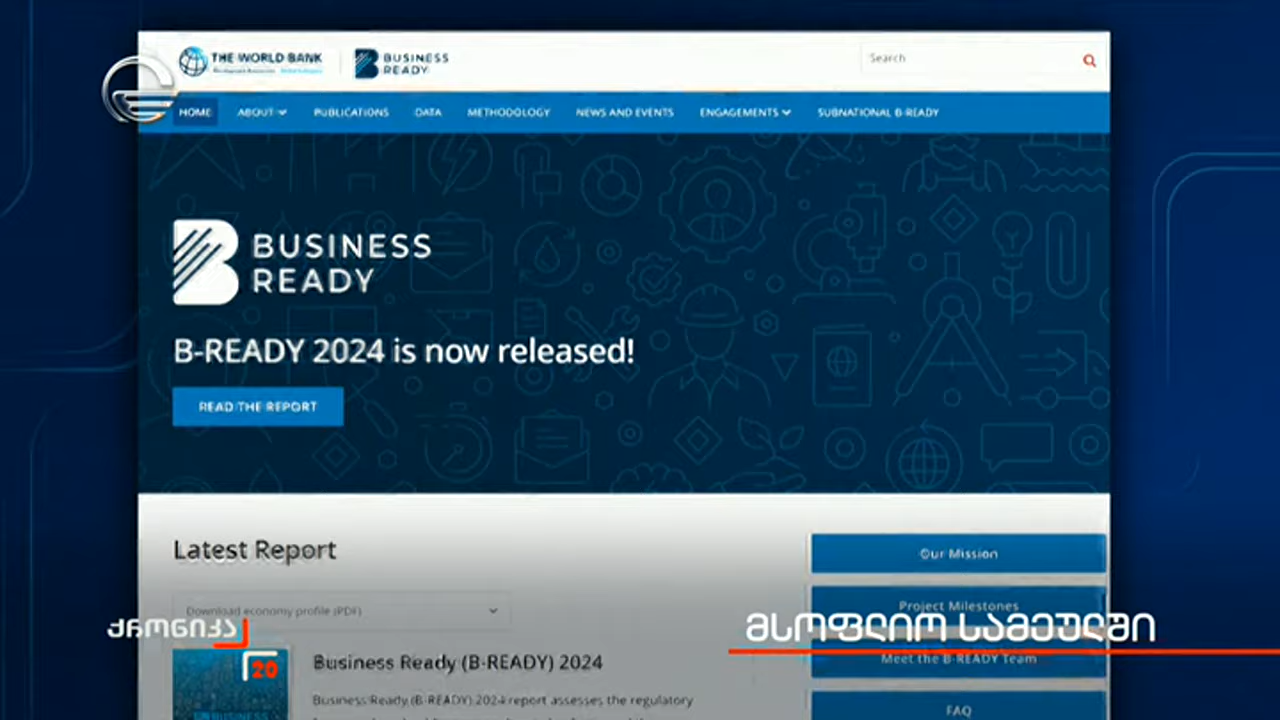 THE WORLD BANK
BUSINESS
READY
Search
HOME
ABOUT
PUBLICATIONS
DATA
METHODOLOGY
NEWS AND EVENTS
ENGAGEMENTS
SUBNATIONAL B-READY
BUSINESS
READY
B-READY 2024 is now released!
READ THE REPORT
Latest Report
Our Mission
Download economy profile (PDF)
Project Milestones
ქრონიკა
20
მსოფლიო სამეულში
Meet the B-READY Team
Business Ready (B-READY) 2024
Business Ready (B-READY) 2024 report assesses the regulatory
FAQ
BUSINESS